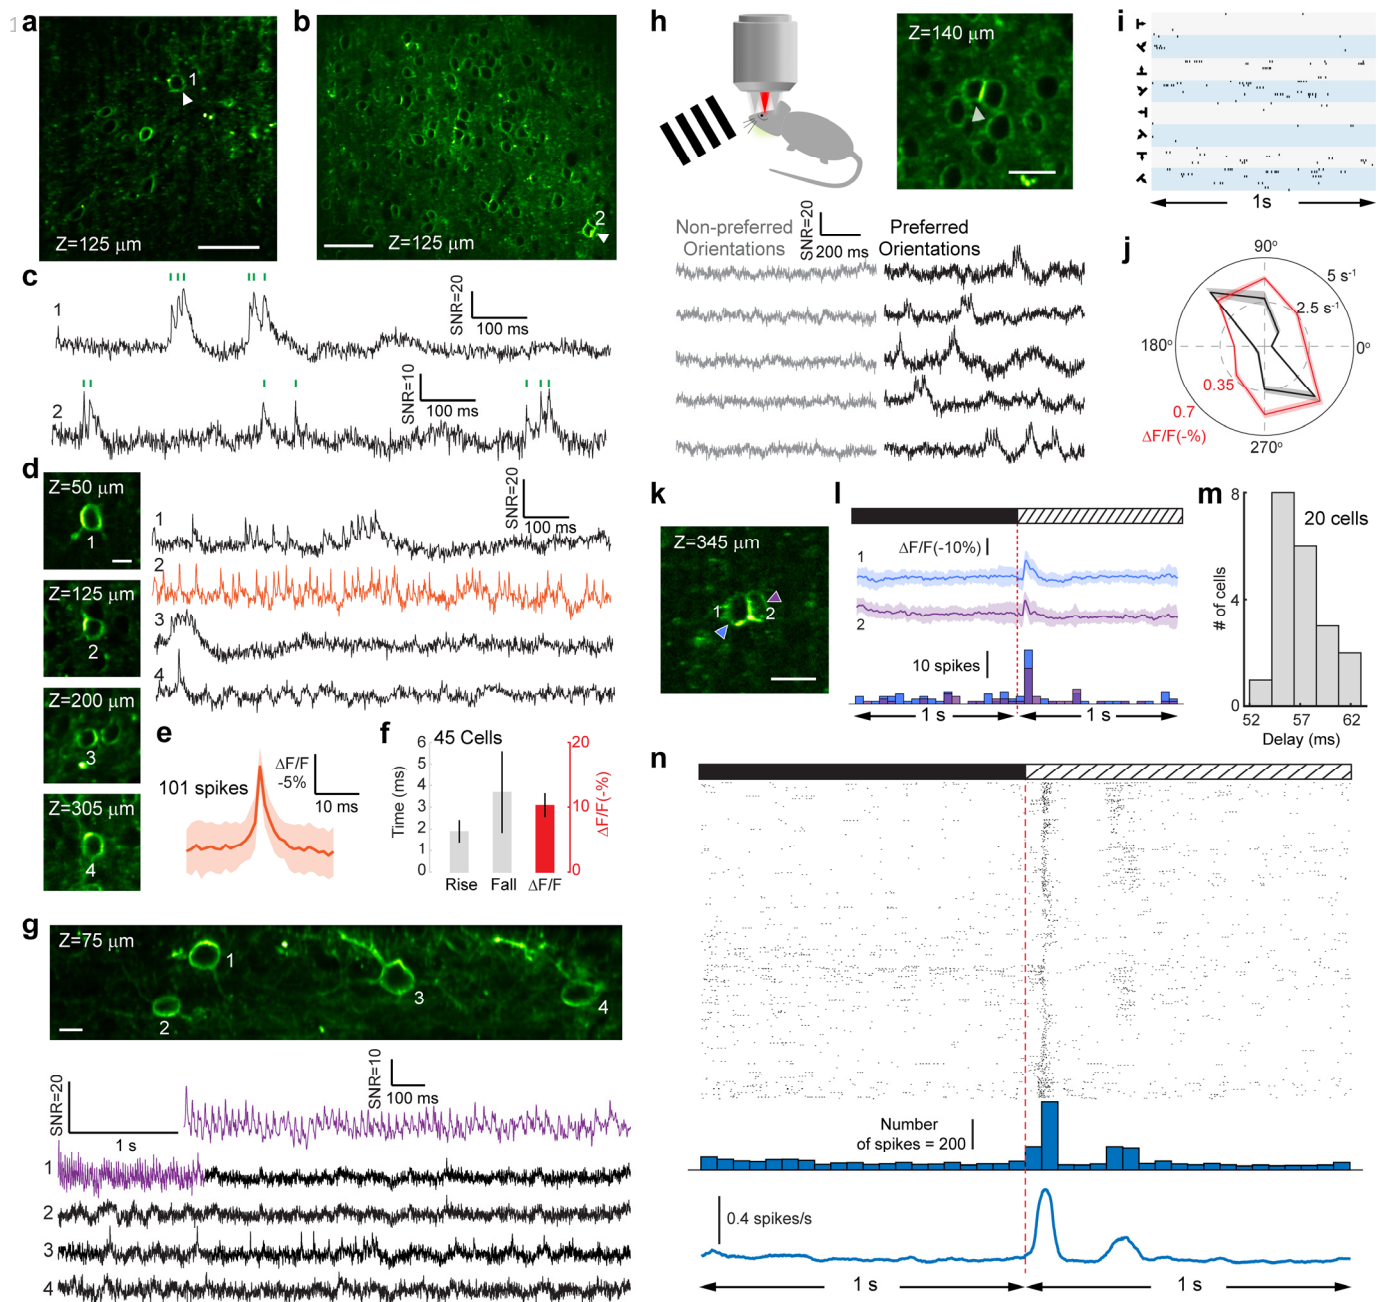 1
a
1
Z=125 μm
b
2
Z=125 μm
c
1
SNR=20
100 ms
2
SNR=10
100 ms
d
Z=50 μm
1
Z=125 μm
2
Z=200 μm
3
Z=305 μm
4
1
2
3
4
SNR=20
100 ms
e
101 spikes
ΔF/F
-5%
10 ms
f
45 Cells
Time (ms)
6
5
4
3
2
1
0
Rise
Fall
ΔF/F
20
10
0
ΔF/F(-%)
g
Z=75 μm
1
2
3
4
SNR=20
1 s
SNR=10
100 ms
1
2
3
4
h
Z=140 μm
Non-preferred
Orientations
SNR=20
200 ms
Preferred
Orientations
i
1s
j
90°
5 s⁻¹
2.5 s⁻¹
180°
0°
0.35
0.7
ΔF/F(-%)
270°
k
Z=345 μm
1
2
l
ΔF/F(-10%)
1
2
10 spikes
1 s
1 s
m
20 cells
# of cells
8
4
0
52
57
62
Delay (ms)
n
Number
of spikes = 200
0.4 spikes/s
1 s
1 s